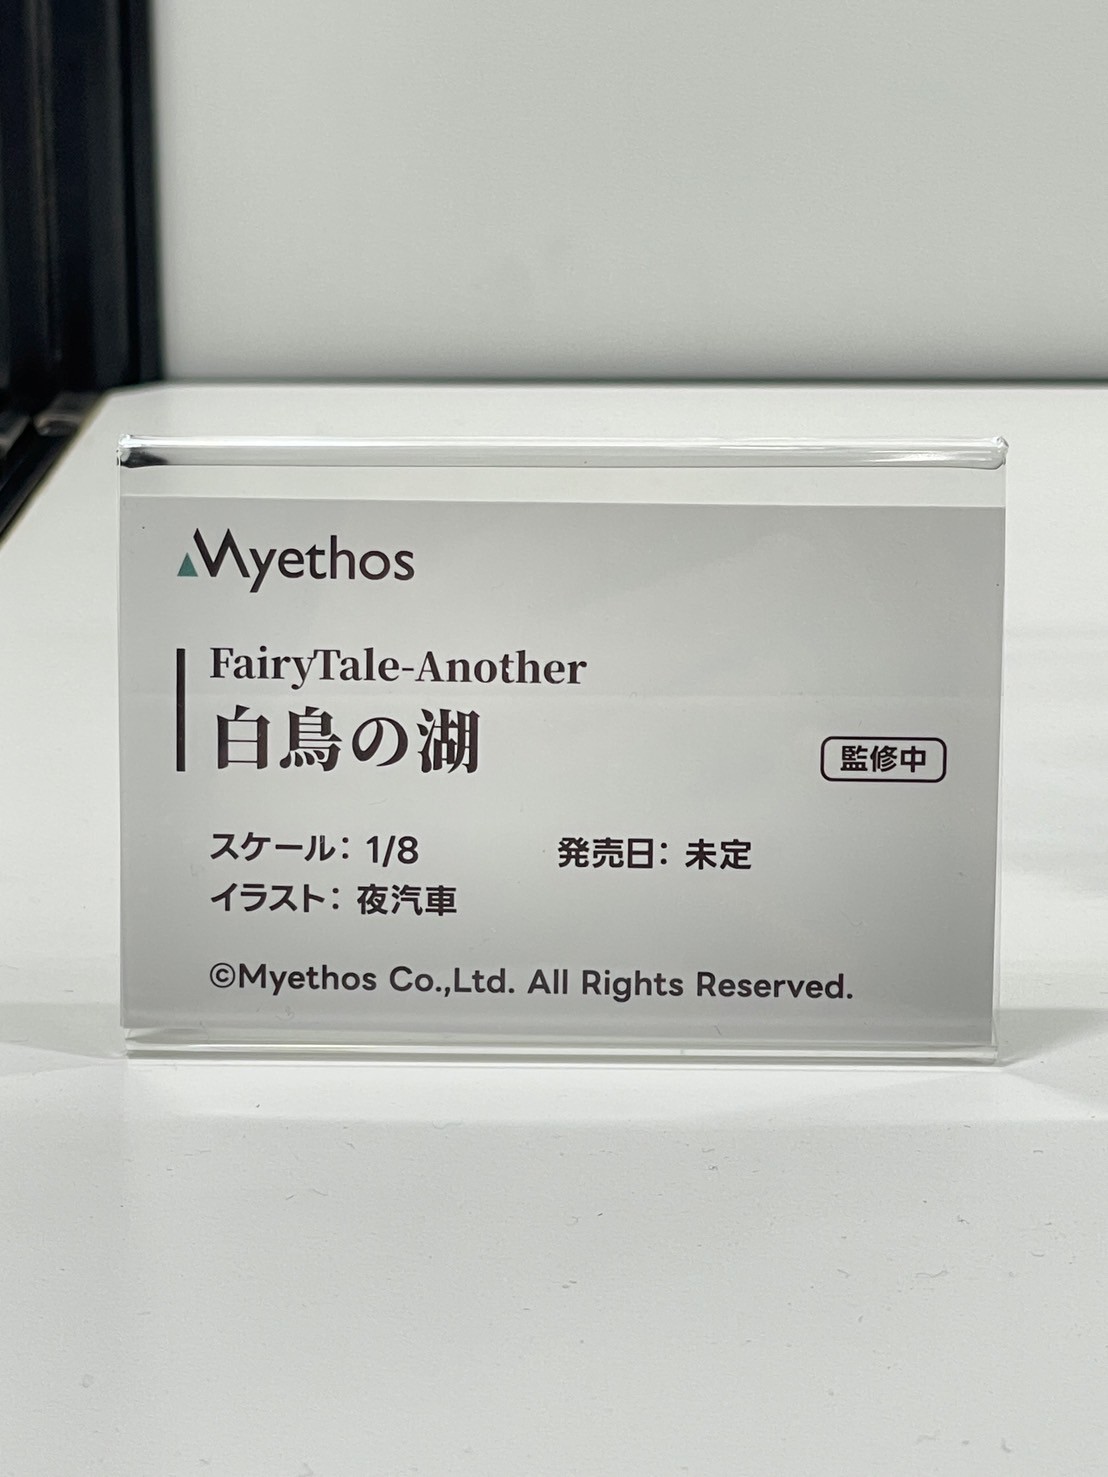 Myethos
FairyTale-Another
白鳥の湖
監修中
スケール：1/8
発売日：未定
イラスト：夜汽車
©Myethos Co.,Ltd. All Rights Reserved.